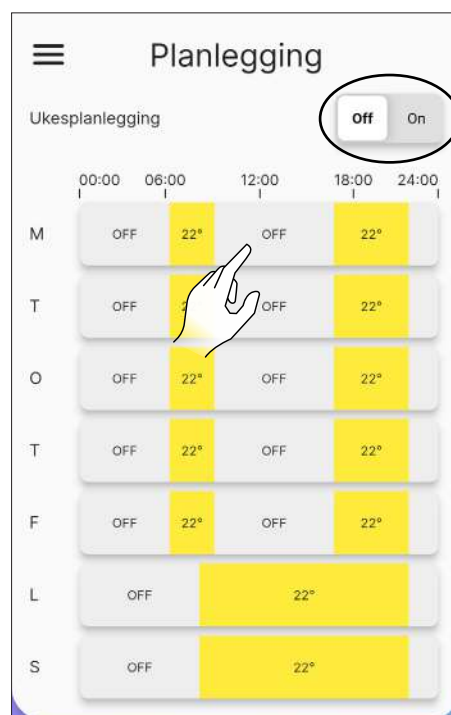 Planlegging
Ukesplanlegging Off On
00:00 06:00 12:00 18:00 24:00
M OFF 22° OFF 22°
T OFF OFF 22°
O OFF 22° OFF 22°
T OFF 22° OFF 22°
F OFF 22° OFF 22°
L OFF 22°
S OFF 22°